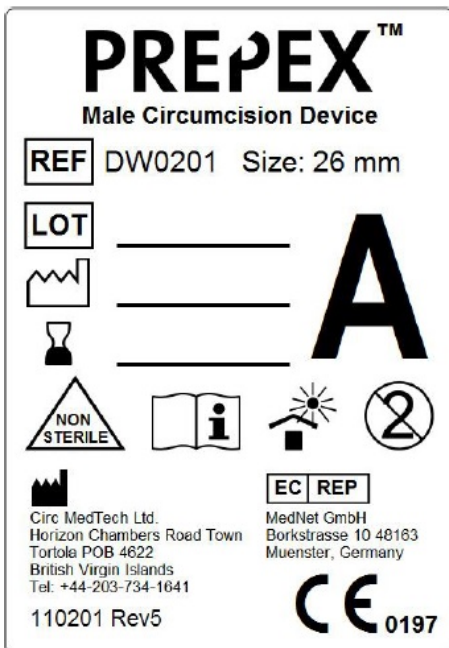 PREPEX™
Male Circumcision Device
REF DW0201 Size: 26 mm
LOT
A
NON
STERILE
i
2
Circ MedTech Ltd.
Horizon Chambers Road Town
Tortola POB 4622
British Virgin Islands
Tel: +44-203-734-1641
110201 Rev5
EC REP
MedNet GmbH
Borkstrasse 10 48163
Muenster, Germany
CE 0197